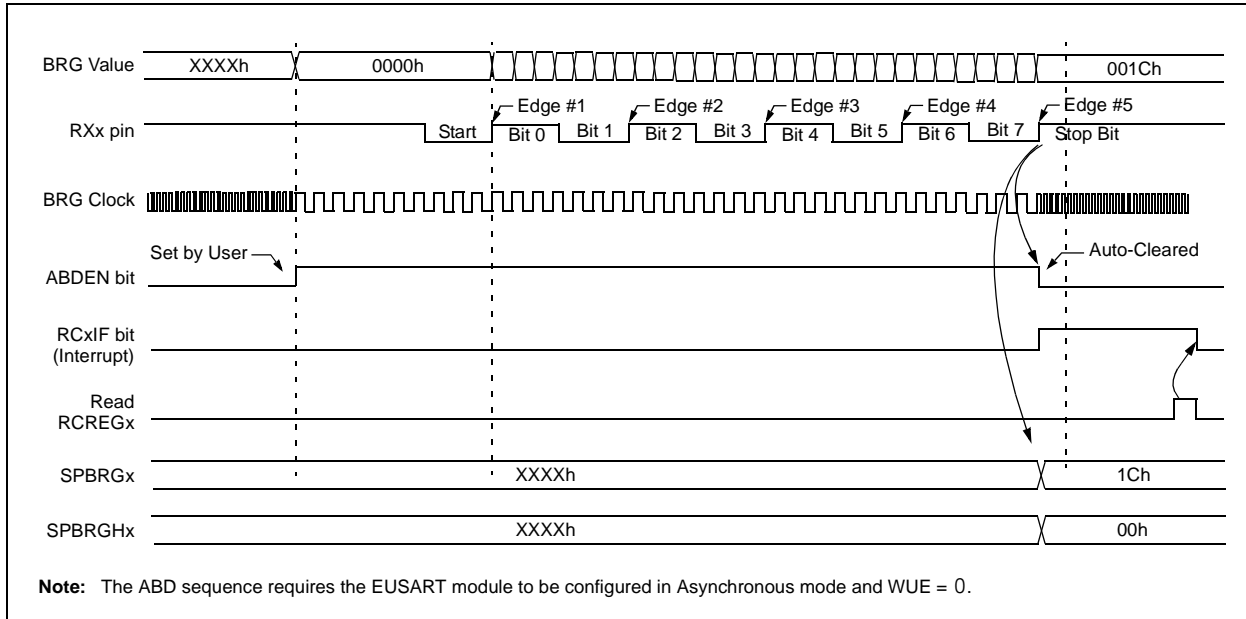 BRG Value XXXXh 0000h 001Ch
Edge #1 Edge #2 Edge #3 Edge #4 Edge #5
RXx pin Start Bit 0 Bit 1 Bit 2 Bit 3 Bit 4 Bit 5 Bit 6 Bit 7 Stop Bit
BRG Clock
Set by User Auto-Cleared
ABDEN bit
RCxIF bit
(Interrupt)
Read
RCREGx
SPBRGx XXXXh 1Ch
SPBRGHx XXXXh 00h
Note: The ABD sequence requires the EUSART module to be configured in Asynchronous mode and WUE = 0.